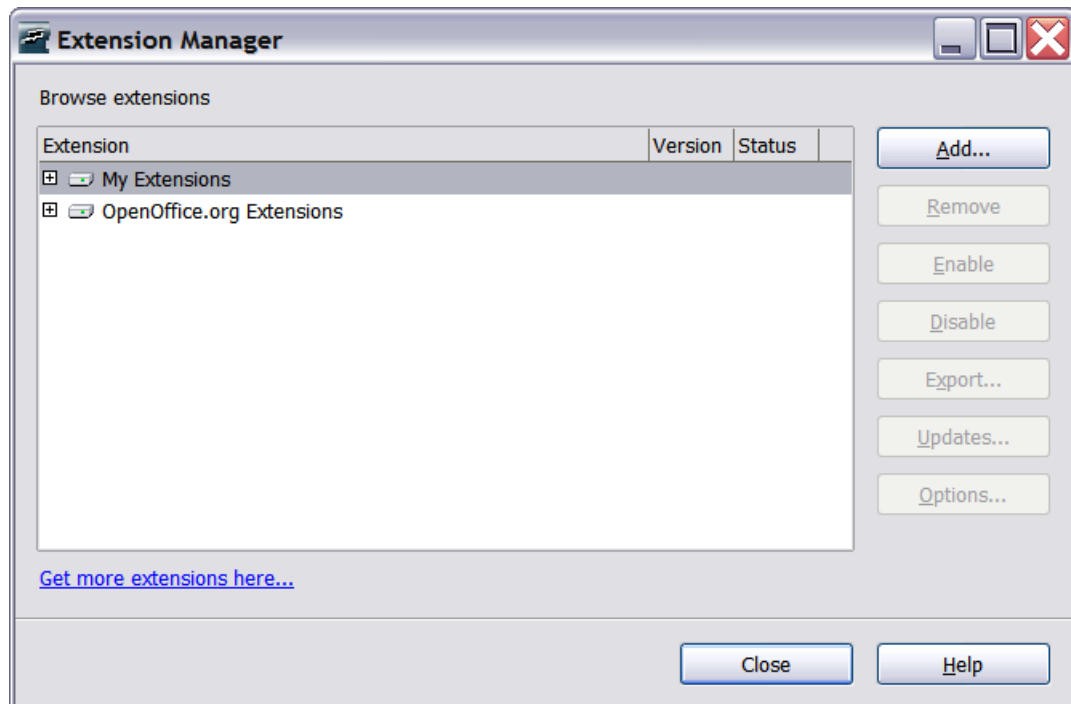 Extension Manager
Browse extensions
Extension Version Status
My Extensions
OpenOffice.org Extensions
Add...
Remove
Enable
Disable
Export...
Updates...
Options...
Get more extensions here...
Close Help